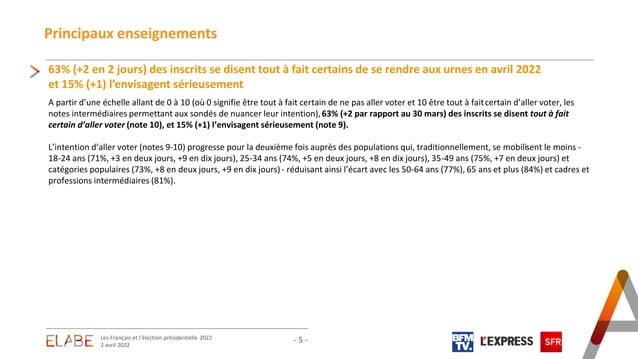 Principaux enseignements
63% (+2 en 2 jours) des inscrits se disent tout à fait certains de se rendre aux urnes en avril 2022
et 15% (+1) l’envisagent sérieusement
A partir d’une échelle allant de 0 à 10 (où 0 signifie être tout à fait certain de ne pas aller voter et 10 être tout à fait certain d’aller voter, les
notes intermédiaires permettant aux sondés de nuancer leur intention), 63% (+2 par rapport au 30 mars) des inscrits se disent tout à fait
certain d’aller voter (note 10), et 15% (+1) l’envisagent sérieusement (note 9).
L’intention d’aller voter (notes 9-10) progresse pour la deuxième fois auprès des populations qui, traditionnellement, se mobilisent le moins -
18-24 ans (71%, +3 en deux jours, +9 en dix jours), 25-34 ans (74%, +5 en deux jours, +8 en dix jours), 35-49 ans (75%, +7 en deux jours) et
catégories populaires (73%, +8 en deux jours, +9 en dix jours) - réduisant ainsi l’écart avec les 50-64 ans (77%), 65 ans et plus (84%) et cadres et
professions intermédiaires (81%).
ELABE
Les Français et l’élection présidentielle 2022
2 avril 2022
- 5 -
BFM
TV.
L'EXPRESS
SFR